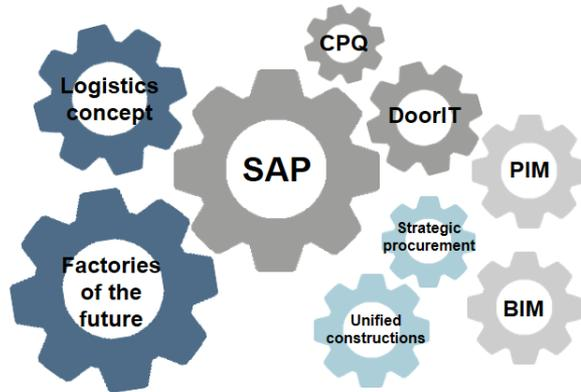 CPQ
Logistics
concept
DoorIT
SAP
PIM
Strategic
procurement
Factories
of the
future
BIM
Unified
constructions